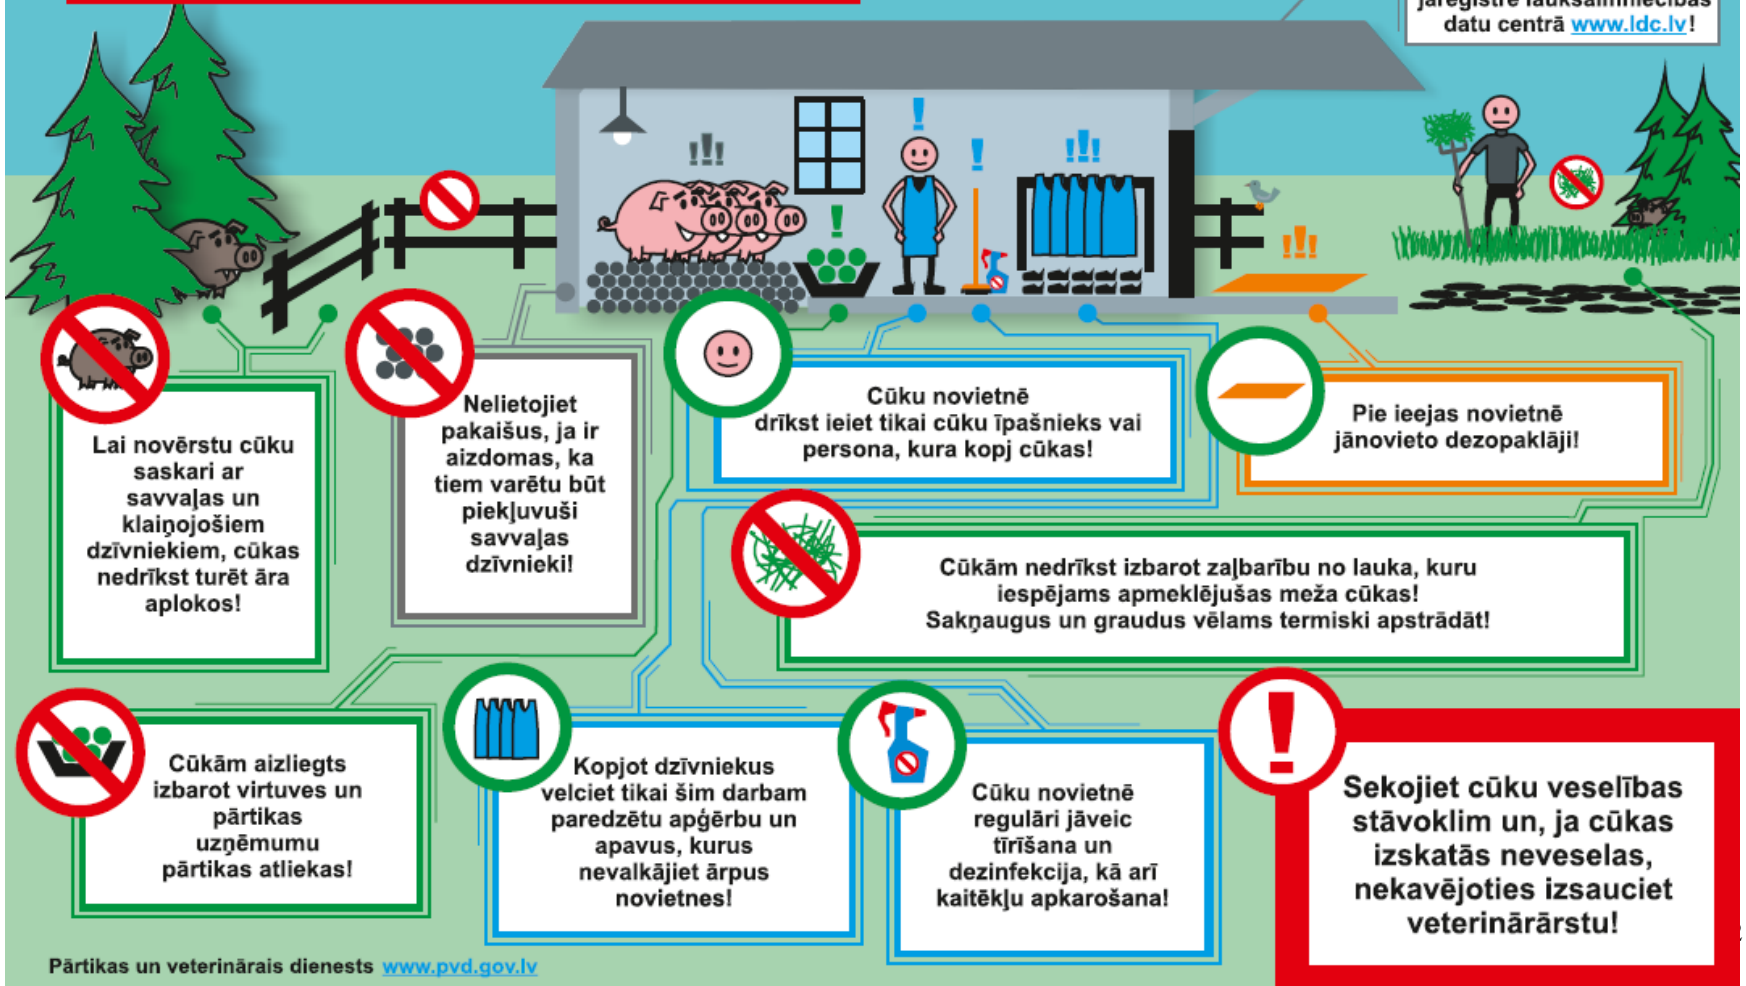 jāreģistrē lauksaimniecības
datu centrā www.ldc.lv!
Lai novērstu cūku
saskari ar
savvaļas un
klaiņojošiem
dzīvniekiem, cūkas
nedrīkst turēt āra
aplokos!
Nelietojiet
pakaišus, ja ir
aizdomas, ka
tiem varētu būt
piekļuvuši
savvaļas
dzīvnieki!
Cūku novietnē
drīkst ieiet tikai cūku īpašnieks vai
persona, kura kopj cūkas!
Pie ieejas novietnē
jānovieto dezopaklāji!
Cūkām nedrīkst izbarot zaļbarību no lauka, kuru
iespējams apmeklējušas meža cūkas!
Sakņaugus un graudus vēlams termiski apstrādāt!
Cūkām aizliegts
izbarot virtuves un
pārtikas
uzņēmumu
pārtikas atliekas!
Kopjot dzīvniekus
velciet tikai šim darbam
paredzētu apģērbu un
apavus, kurus
nevalkājiet ārpus
novietnes!
Cūku novietnē
regulāri jāveic
tīrīšana un
dezinfekcija, kā arī
kaitēkļu apkarošana!
Sekojiet cūku veselības
stāvoklim un, ja cūkas
izskatās neveselas,
nekavējoties izsauciet
veterinārārstu!
Pārtikas un veterinārais dienests www.pvd.gov.lv